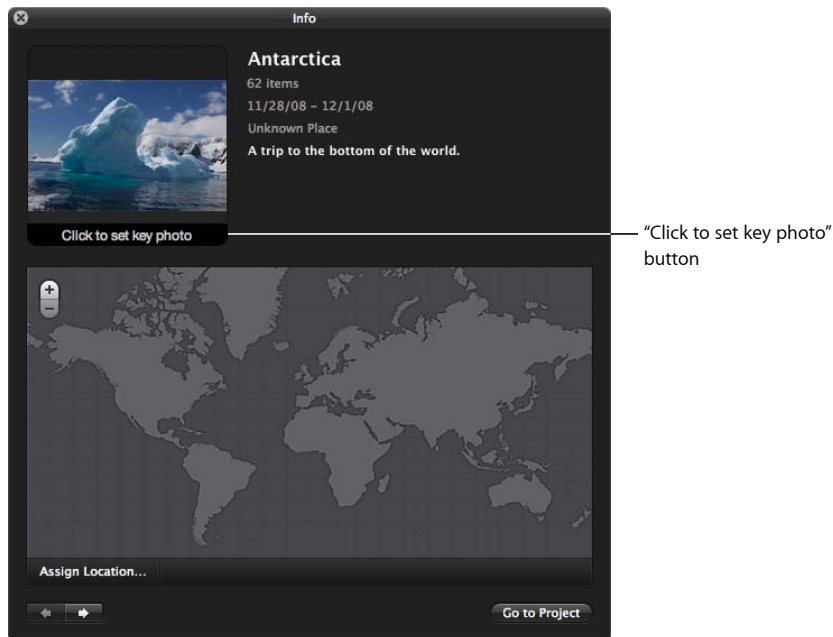 Info
Antarctica
62 items
11/28/08 – 12/1/08
Unknown Place
A trip to the bottom of the world.
Click to set key photo
“Click to set key photo”
button
+
−
Assign Location...
Go to Project